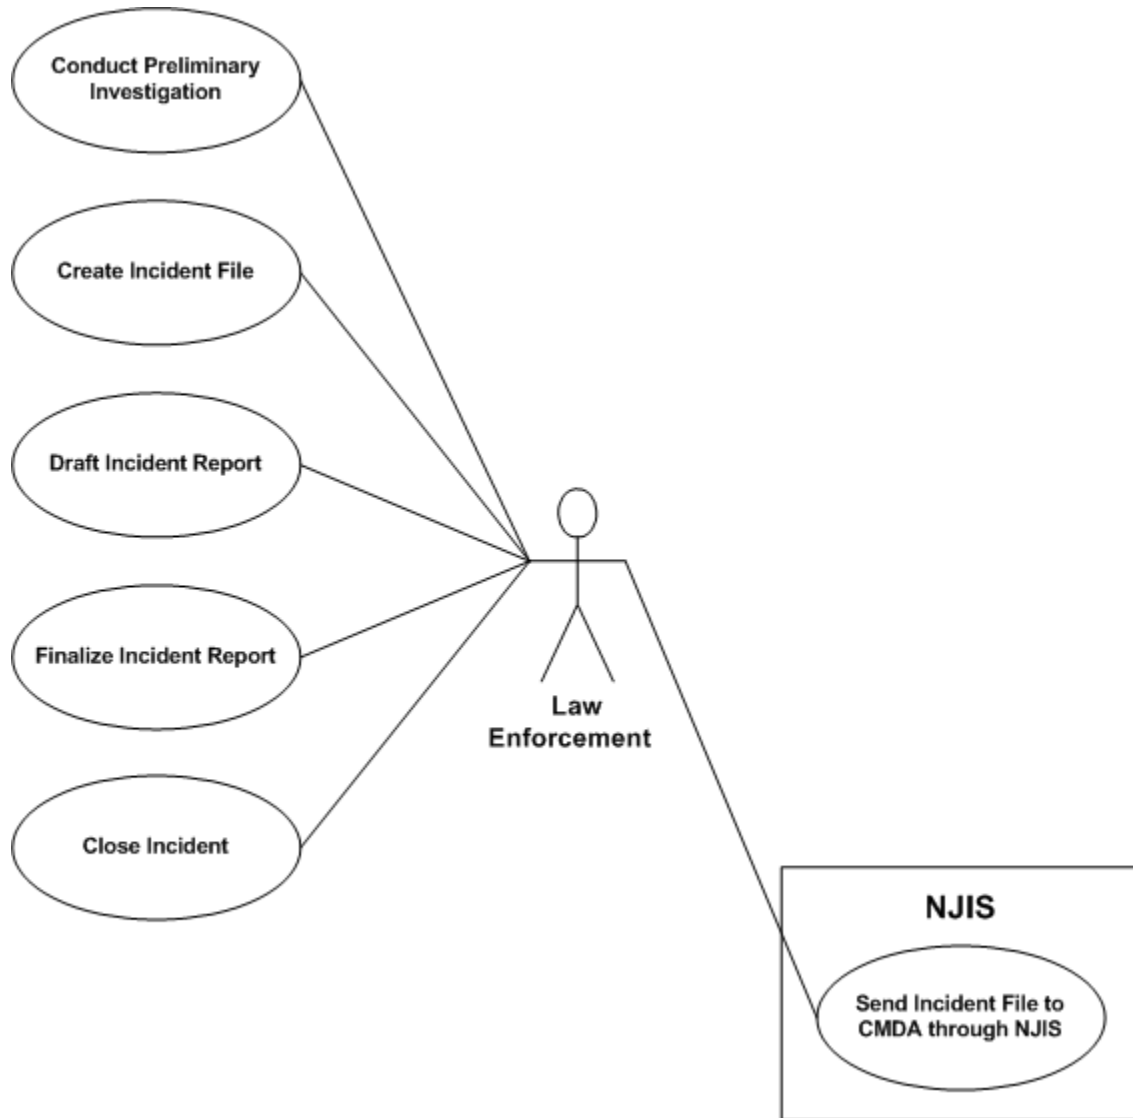 Conduct Preliminary
Investigation
Create Incident File
Draft Incident Report
Finalize Incident Report
Close Incident
Law
Enforcement
NJIS
Send Incident File to
CMDA through NJIS